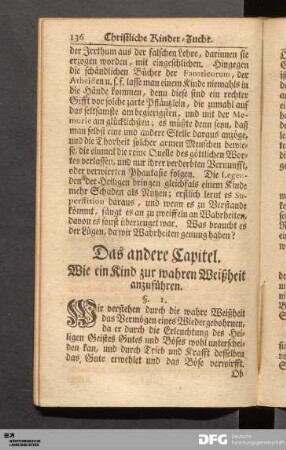 136 Christliche Kinder-Zucht.
der Irrthum aus der falschen Lehre, darinnen sie
erzogen worden, mit eingeschlichen. Hingegen
die schändlichen Bücher der Fanaticorum, der
Atheisten u. s. f. lasse man einem Kinde niemahls in
die Hände kommen, denn diese sind ein rechter
Gifft vor solche zarte Pfläntzlein, die zumahl auf
das seltsamste am begierigsten, und mit der Me-
morie am glücklichsten; es müste denn seyn, daß
man selbst eine und andere Stelle daraus anzöge,
und die Thorheit solcher armen Menschen bewie-
se, die einmel die rechte Quelle des göttlichen Wor-
tes verlassen, und nur ihrer verderbten Vernunfft,
oder verwirrten Phantasie folgen. Die Legen-
den der Heiligen bringen gleichfals einem Kinde
mehr Schaden als Nutzen; erstlich lernt es Su-
perstition daraus, und wenn es zu Verstande
kömmt, fängt es an zu zweiffeln an Wahrheiten,
davon es sonst überzeuget war. Was braucht es
der Lügen, da wir Wahrheiten genung haben?
Das andere Capitel.
Wie ein Kind zur wahren Weißheit
anzuführen.
§. 1.
Wir verstehen durch die wahre Weißheit
das Vermögen eines Wiedergebohrnen,
da er durch die Erleuchtung des Hei-
ligen Geistes Gutes und Böses wohl unterschei-
den kan, und durch Trieb und Krafft desselben
das Gute erwehlet und das Böse verwirfft.
Ob
DFG Deutsche
Forschungsgemeinschaft